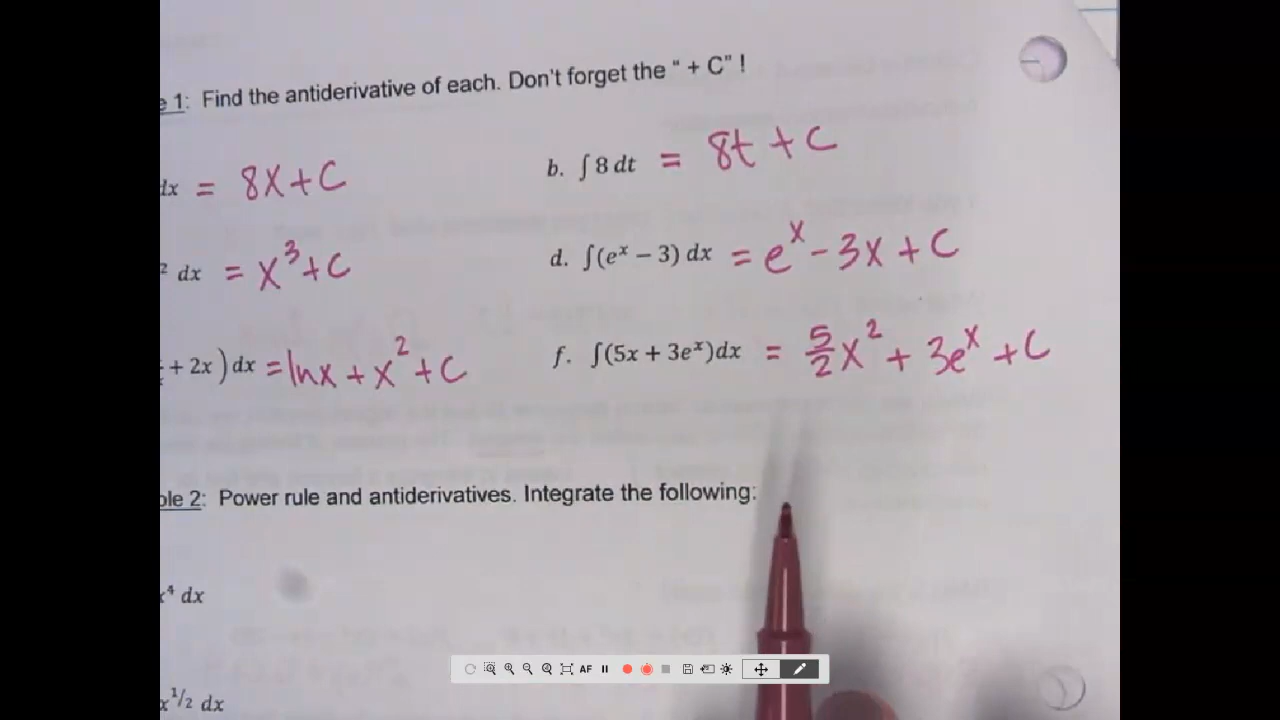 e 1: Find the antiderivative of each. Don't forget the " + C" !
dx = 8x + C
b. ∫ 8 dt = 8t + C
² dx = x³ + C
d. ∫(eˣ − 3) dx = eˣ − 3x + C
+ 2x ) dx = lnx + x² + C
f. ∫(5x + 3eˣ)dx = 5/2 x² + 3eˣ + C
ple 2: Power rule and antiderivatives. Integrate the following:
x⁴ dx
x^1/2 dx
AF